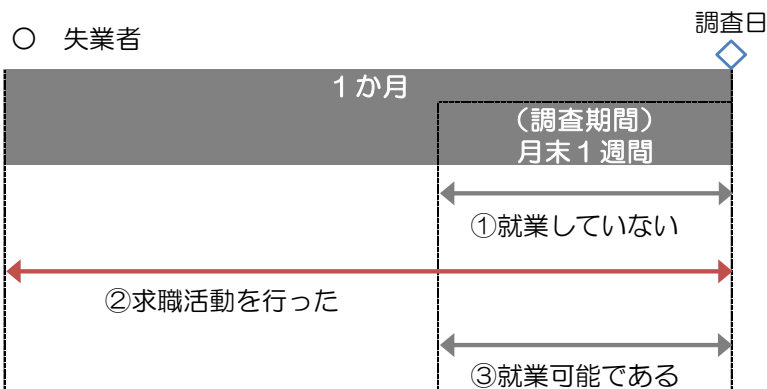 調査日
○ 失業者
１か月
（調査期間）
月末１週間
①就業していない
②求職活動を行った
③就業可能である